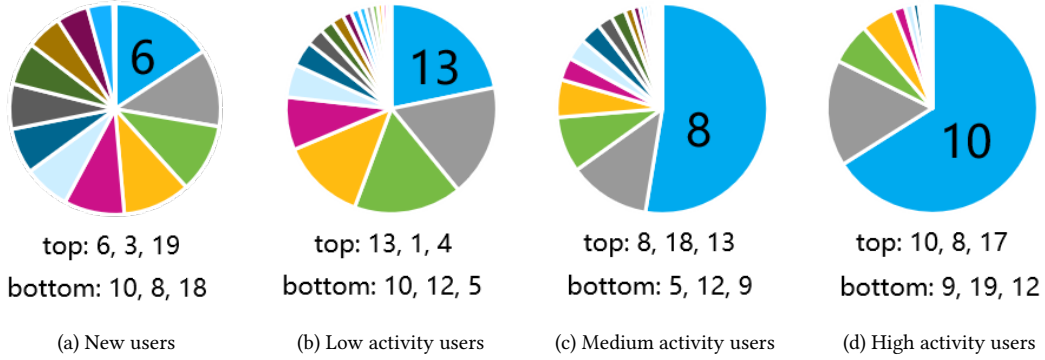 6
13
8
10
top: 6, 3, 19
bottom: 10, 8, 18
top: 13, 1, 4
bottom: 10, 12, 5
top: 8, 18, 13
bottom: 5, 12, 9
top: 10, 8, 17
bottom: 9, 19, 12
(a) New users
(b) Low activity users
(c) Medium activity users
(d) High activity users